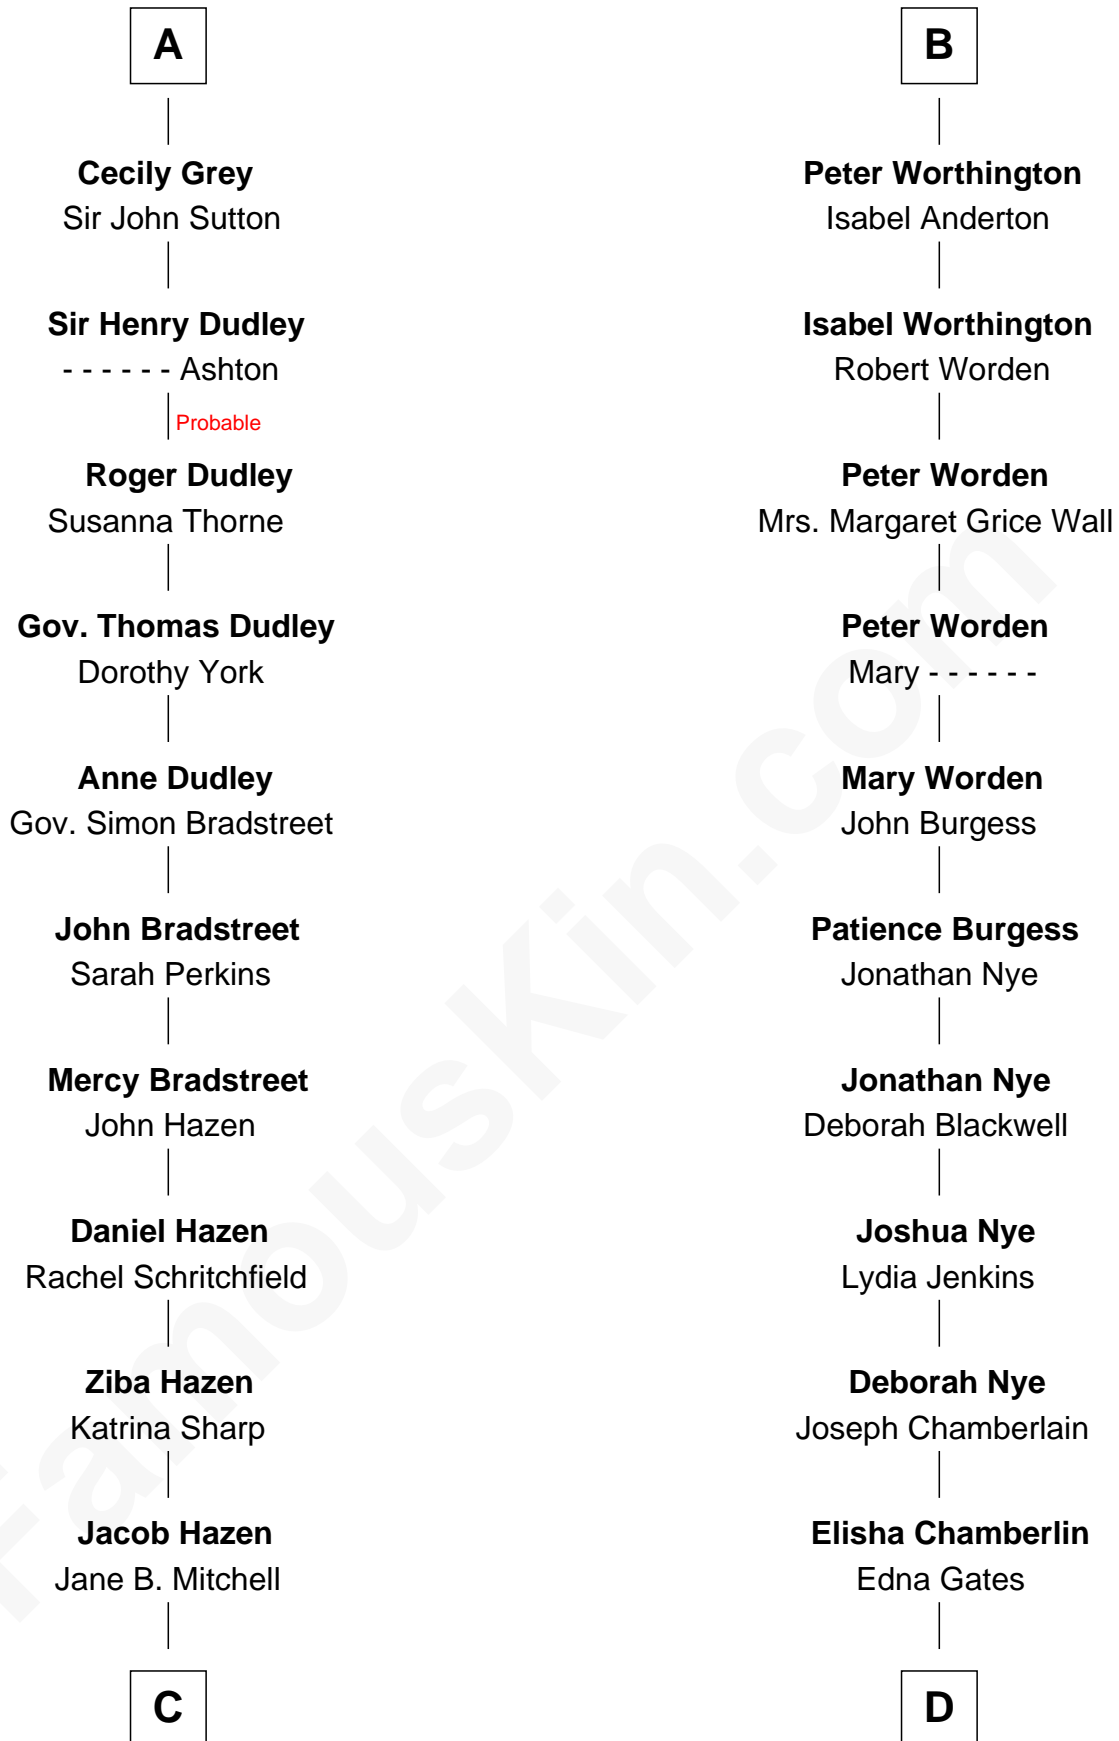 A
Cecily Grey
Sir John Sutton
Sir Henry Dudley
- - - - - - Ashton
Probable
Roger Dudley
Susanna Thorne
Gov. Thomas Dudley
Dorothy York
Anne Dudley
Gov. Simon Bradstreet
John Bradstreet
Sarah Perkins
Mercy Bradstreet
John Hazen
Daniel Hazen
Rachel Schritchfield
Ziba Hazen
Katrina Sharp
Jacob Hazen
Jane B. Mitchell
C
B
Peter Worthington
Isabel Anderton
Isabel Worthington
Robert Worden
Peter Worden
Mrs. Margaret Grice Wall
Peter Worden
Mary - - - - - -
Mary Worden
John Burgess
Patience Burgess
Jonathan Nye
Jonathan Nye
Deborah Blackwell
Joshua Nye
Lydia Jenkins
Deborah Nye
Joseph Chamberlain
Elisha Chamberlin
Edna Gates
D
FamousKin.com